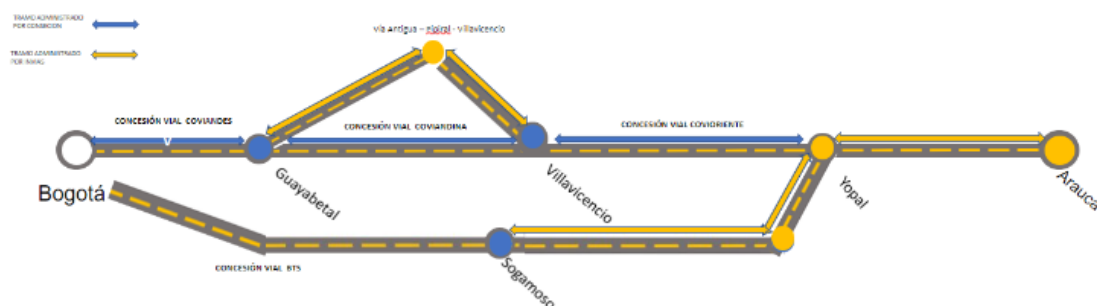 TRAMO ADMINISTRADO
POR CONSECION
TRAMO ADMINISTRADO
POR INVIAS
Vía Antigua – pipiral - Villavicencio
CONCESIÓN VIAL COVIANDES
CONCESIÓN VIAL COVIANDINA
CONCESIÓN VIAL COVIORIENTE
V
Bogotá
Guayabetal
Villavicencio
Yopal
Arauca
CONCESIÓN VIAL BTS
Sogamoso